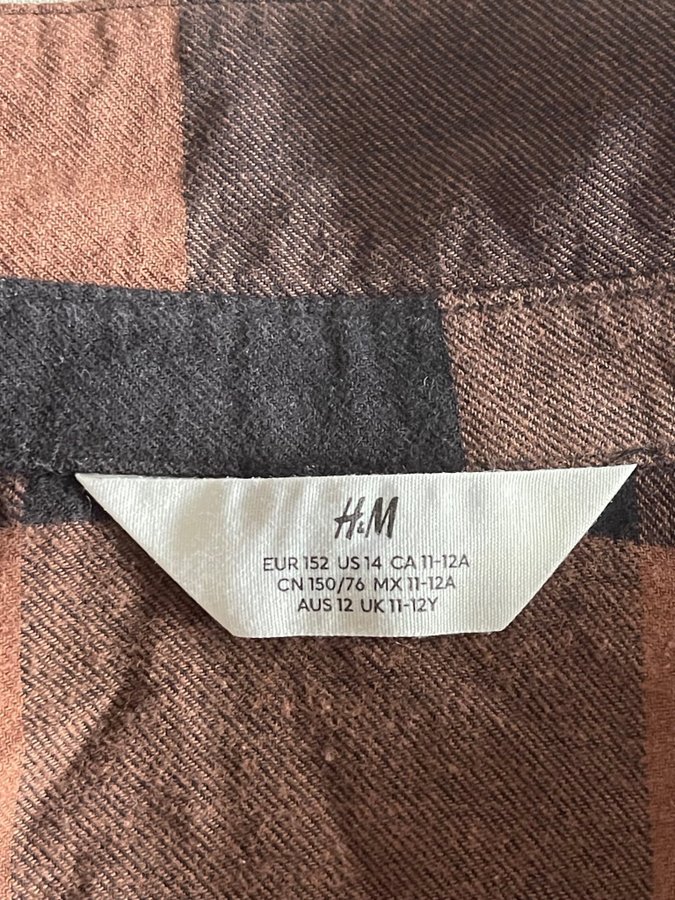 H&M
EUR 152 US 14 CA 11-12A
CN 150/76 MX 11-12A
AUS 12 UK 11-12Y